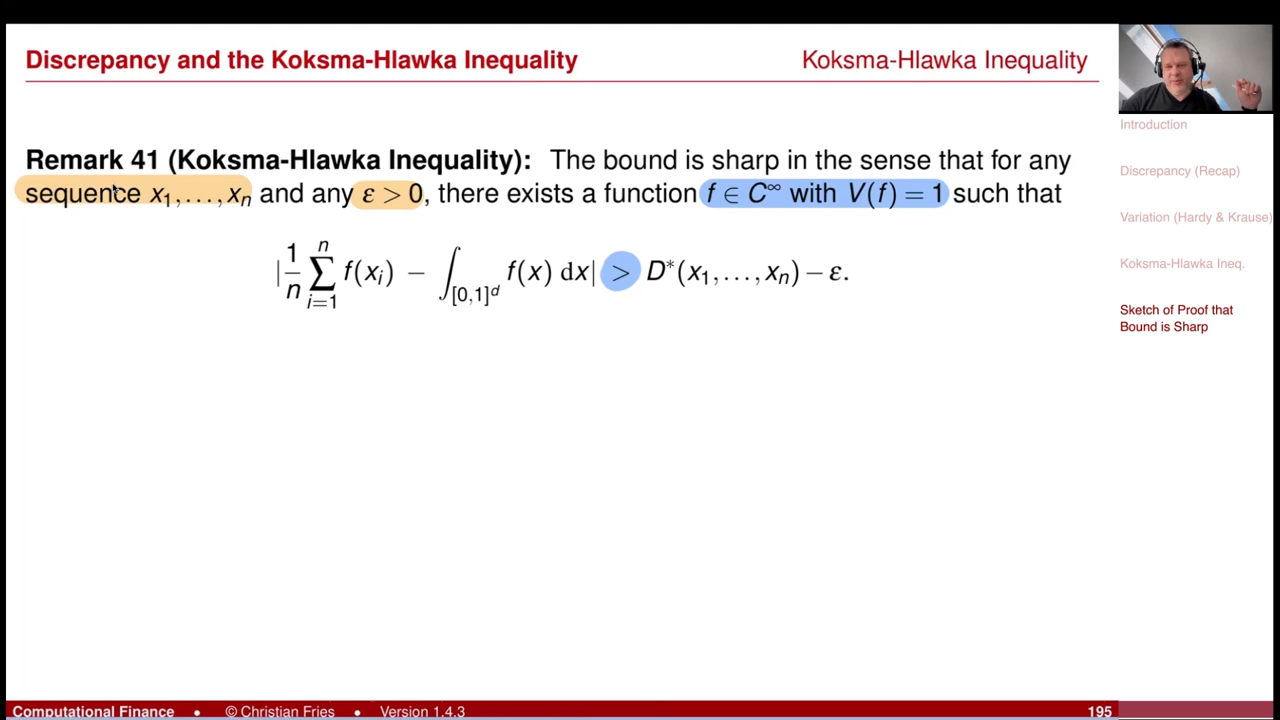 Discrepancy and the Koksma-Hlawka Inequality
Koksma-Hlawka Inequality
Remark 41 (Koksma-Hlawka Inequality): The bound is sharp in the sense that for any
sequence x₁,…,xₙ and any ε > 0, there exists a function f ∈ C^∞ with V(f) = 1 such that
|1/n ∑_{i=1}^{n} f(x_i) − ∫_{[0,1]^d} f(x) dx| > D*(x₁,…,xₙ) − ε.
Introduction
Discrepancy (Recap)
Variation (Hardy & Krause)
Koksma-Hlawka Ineq.
Sketch of Proof that
Bound is Sharp
Computational Finance • © Christian Fries • Version 1.4.3
195